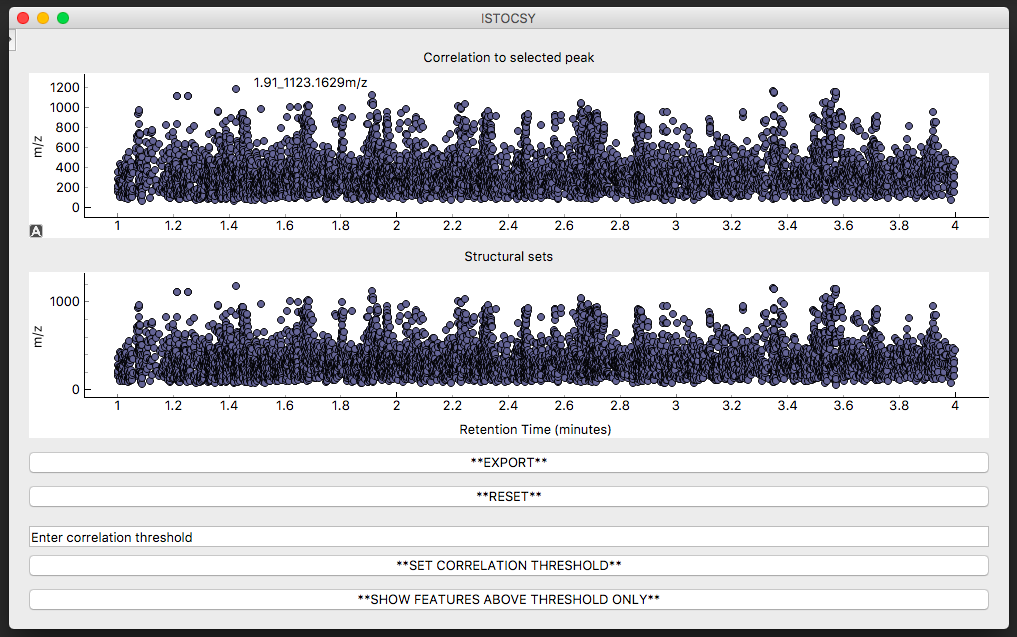 ISTOCSY
Correlation to selected peak
1.91_1123.1629m/z
1200
1000
800
600
400
200
0
m/z
1 1.2 1.4 1.6 1.8 2 2.2 2.4 2.6 2.8 3 3.2 3.4 3.6 3.8 4
A
Structural sets
1000
0
m/z
1 1.2 1.4 1.6 1.8 2 2.2 2.4 2.6 2.8 3 3.2 3.4 3.6 3.8 4
Retention Time (minutes)
**EXPORT**
**RESET**
Enter correlation threshold
**SET CORRELATION THRESHOLD**
**SHOW FEATURES ABOVE THRESHOLD ONLY**